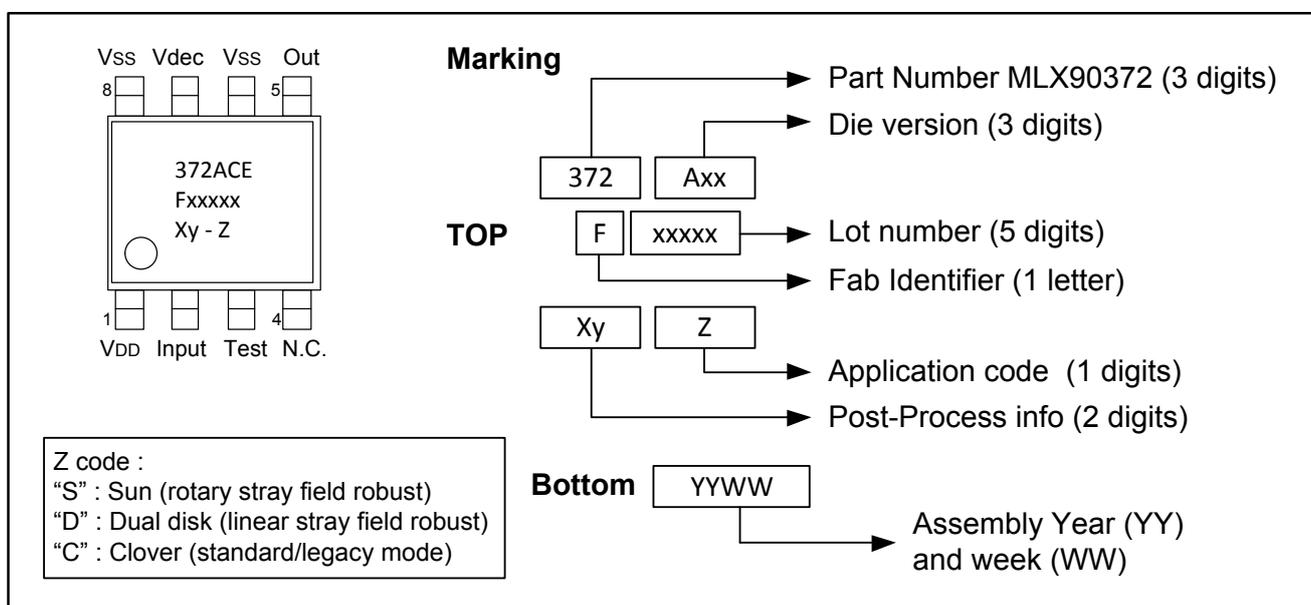 Vss Vdec Vss Out
8 5
372ACE
Fxxxxx
Xy - Z
1 4
VDD Input Test N.C.
Marking
Part Number MLX90372 (3 digits)
Die version (3 digits)
372 Axx
TOP
F xxxxx
Lot number (5 digits)
Fab Identifier (1 letter)
Xy Z
Application code (1 digits)
Post-Process info (2 digits)
Z code :
“S” : Sun (rotary stray field robust)
“D” : Dual disk (linear stray field robust)
“C” : Clover (standard/legacy mode)
Bottom YYWW
Assembly Year (YY)
and week (WW)